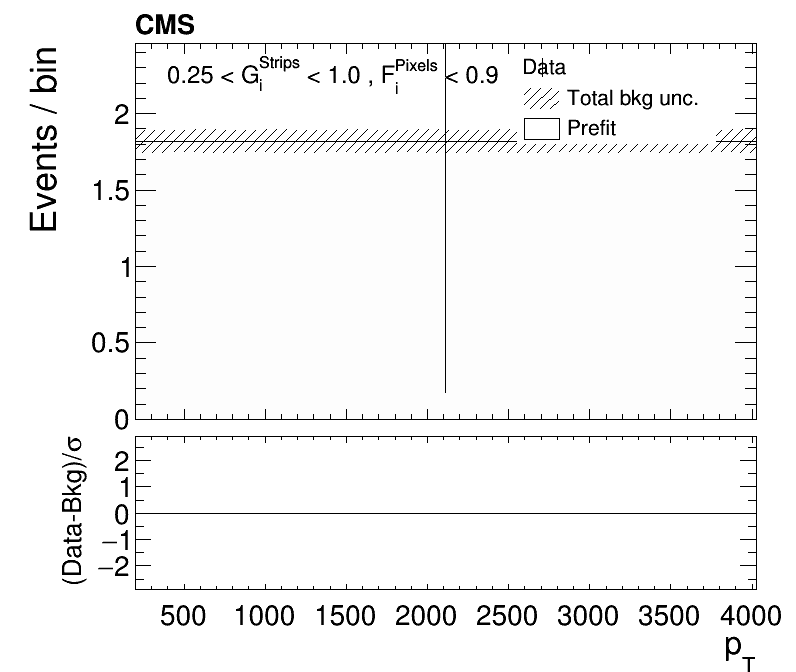 CMS
0.25 < G_i^Strips < 1.0 , F_i^Pixels < 0.9
Data
Total bkg unc.
Prefit
Events / bin
2
1.5
1
0.5
0
(Data-Bkg)/σ
2
1
0
−1
−2
500 1000 1500 2000 2500 3000 3500 4000
p_T